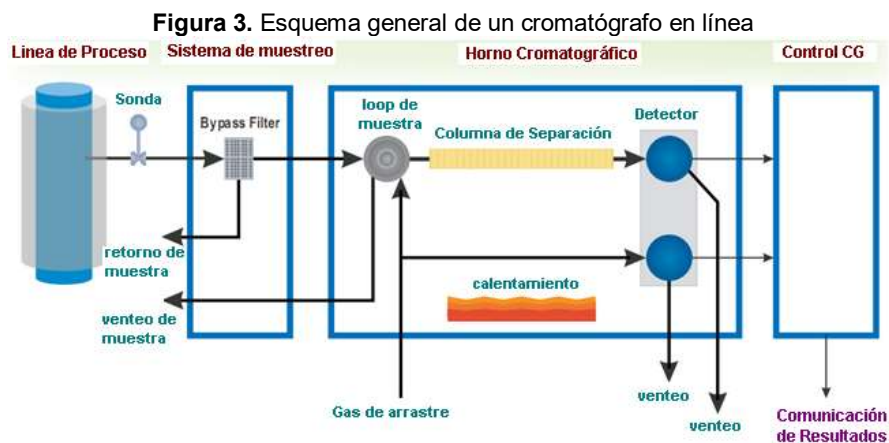 Figura 3. Esquema general de un cromatógrafo en línea
Linea de Proceso
Sistema de muestreo
Horno Cromatográfico
Control CG
Sonda
Bypass Filter
loop de
muestra
Columna de Separación
Detector
retorno de
muestra
calentamiento
venteo de
muestra
Gas de arrastre
venteo
venteo
Comunicación
de Resultados